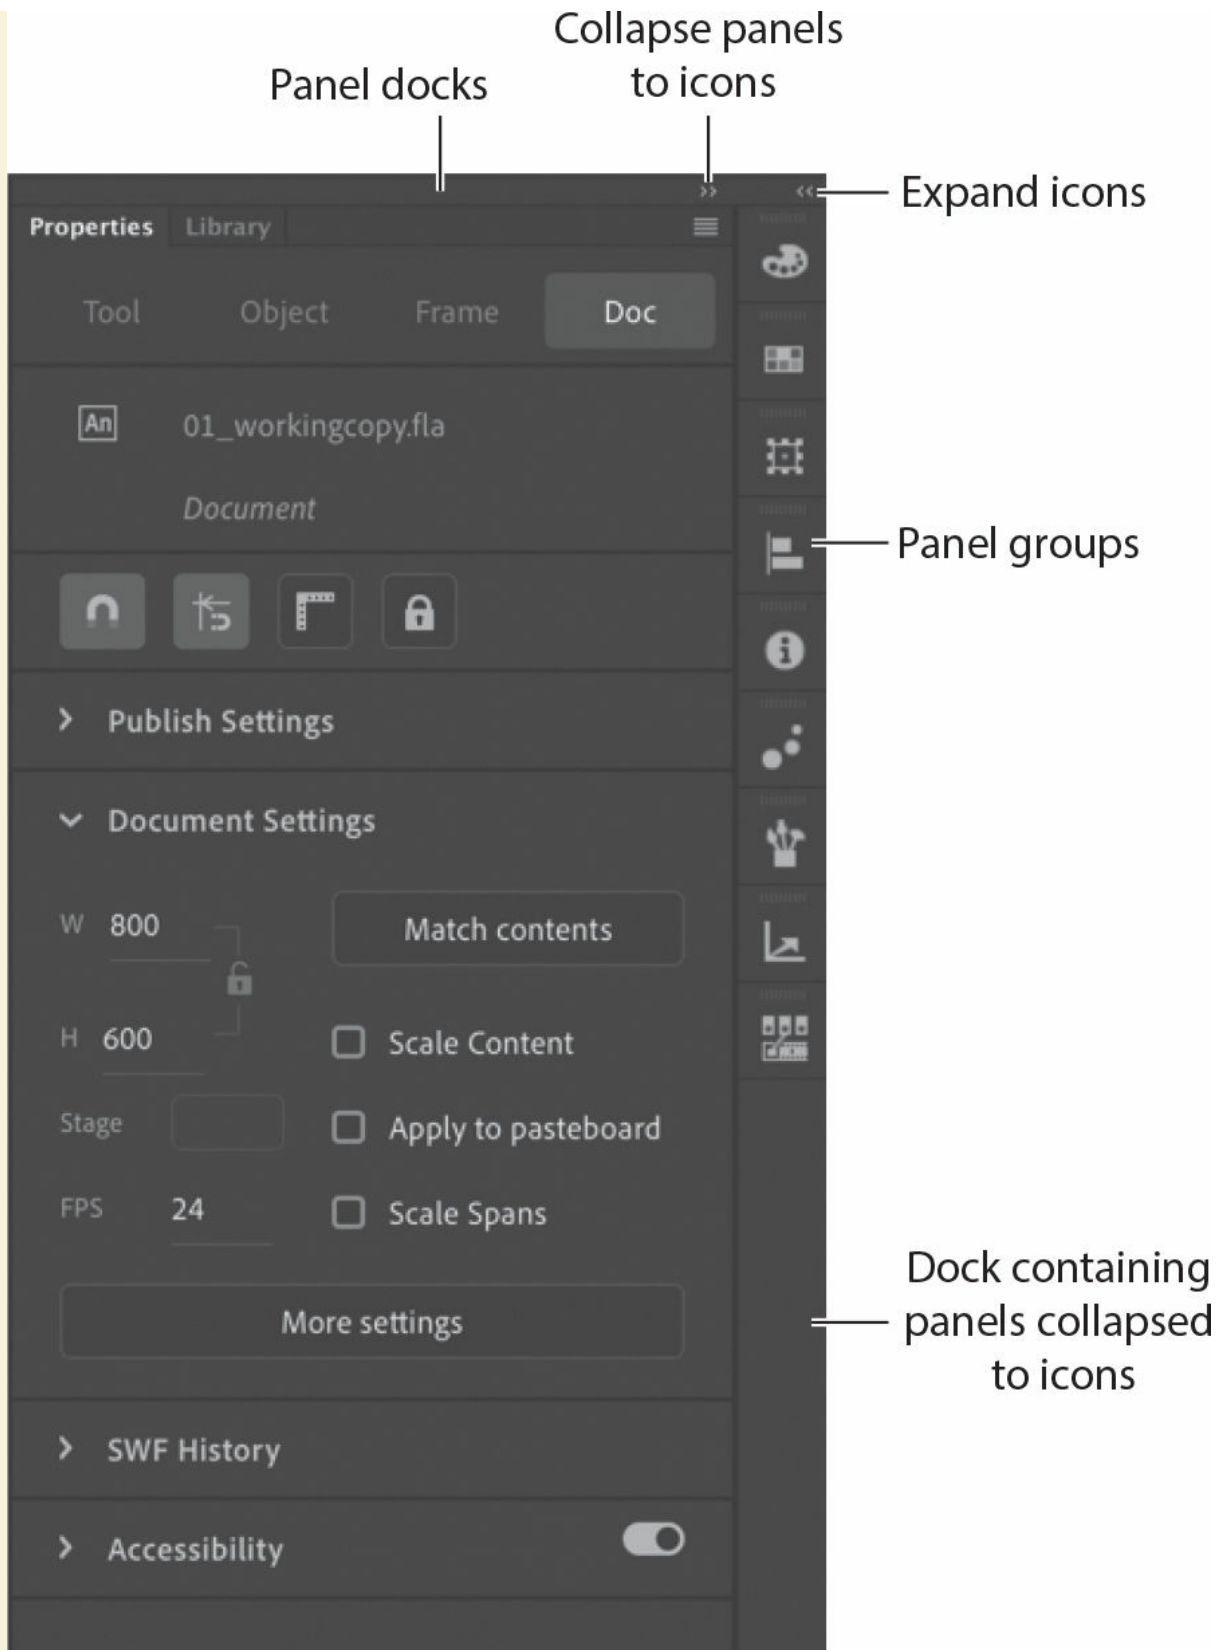 Collapse panels
to icons
Panel docks
>>
<<
Expand icons
Properties Library
Tool Object Frame Doc
An 01_workingcopy.fla
Document
Panel groups
> Publish Settings
Document Settings
W 800
Match contents
H 600
Scale Content
Stage
Apply to pasteboard
FPS 24
Scale Spans
More settings
Dock containing
panels collapsed
to icons
> SWF History
> Accessibility